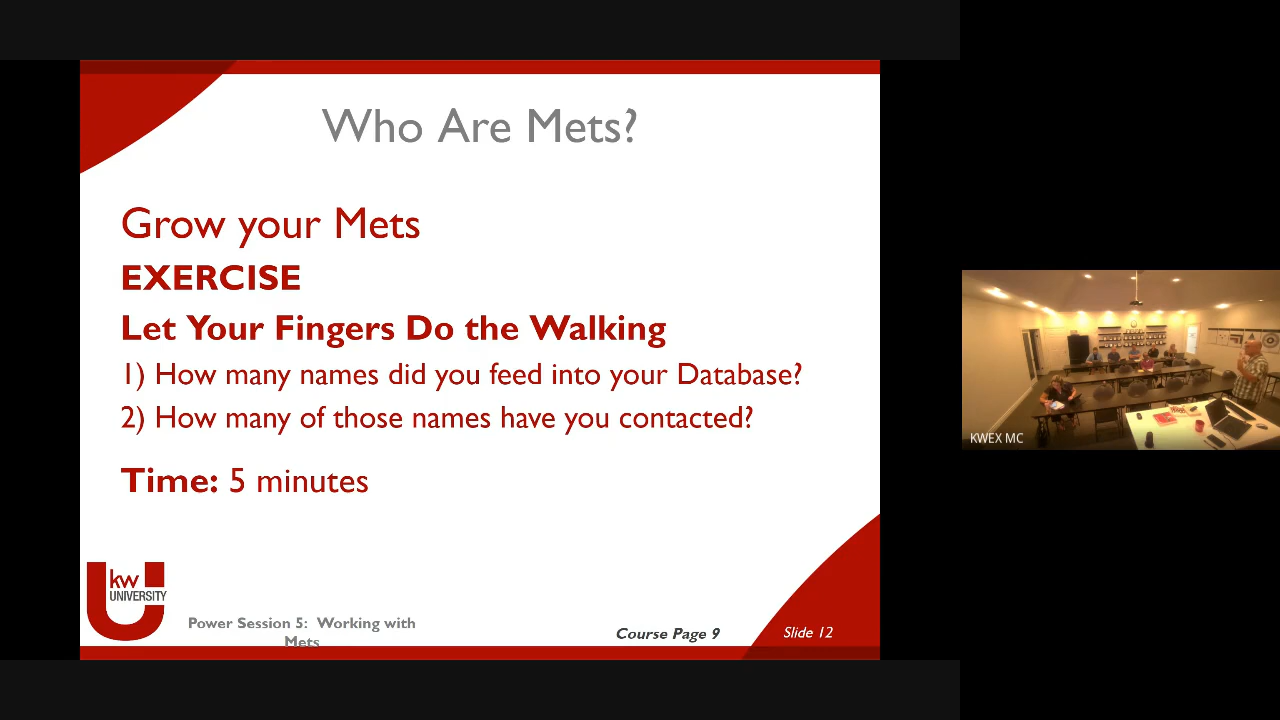 Who Are Mets?
Grow your Mets
EXERCISE
Let Your Fingers Do the Walking
1) How many names did you feed into your Database?
2) How many of those names have you contacted?
Time: 5 minutes
kw
UNIVERSITY
Power Session 5: Working with
Mets
Course Page 9
Slide 12
KWEX MC